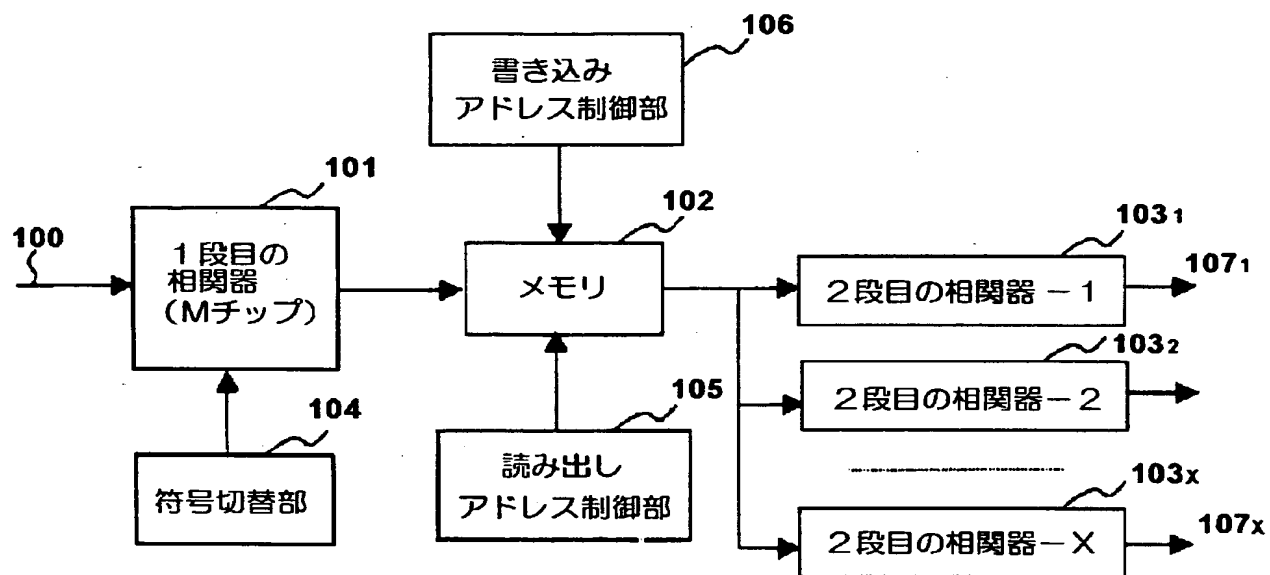 106
書き込み
アドレス制御部
101
102
103₁
100
1段目の
相関器
(Mチップ)
メモリ
2段目の相関器－1
107₁
103₂
104
105
2段目の相関器－2
符号切替部
読み出し
アドレス制御部
103x
2段目の相関器－X
107x